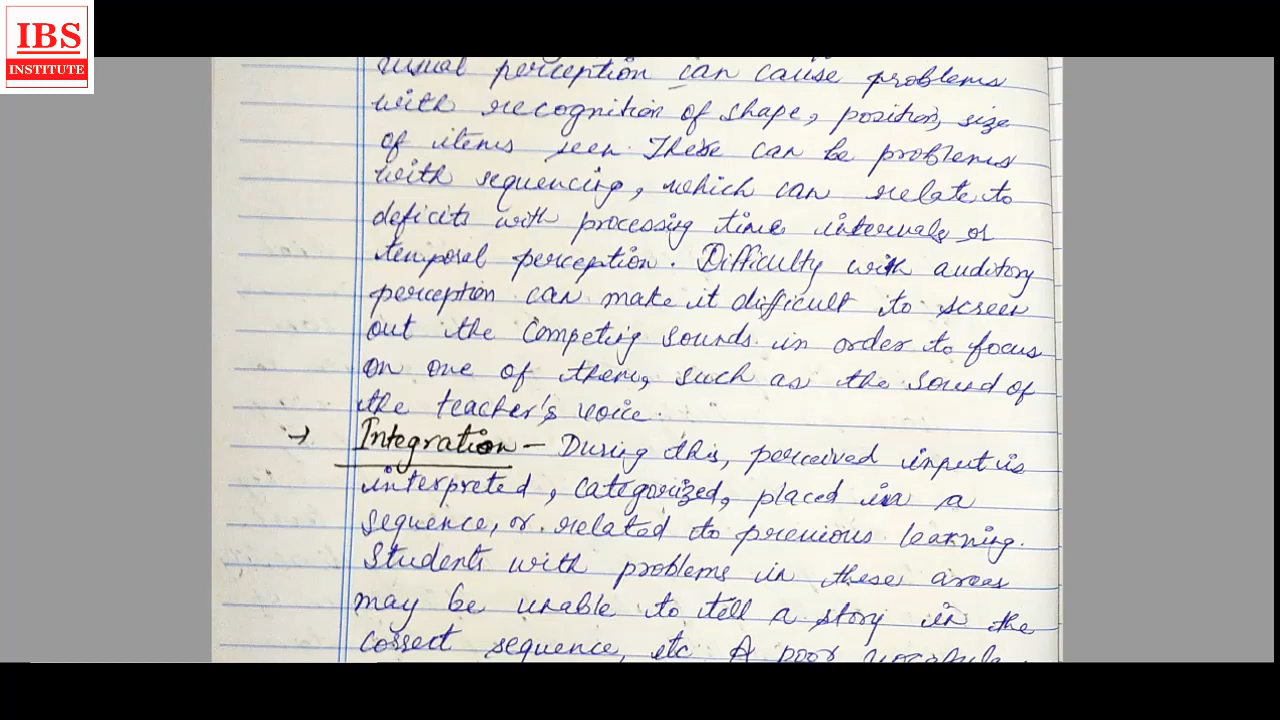 IBS
INSTITUTE
visual perception can cause problems
with recognition of shape, position, size
of items seen. There can be problems
with sequencing, which can relate to
deficits with processing time intervals or
temporal perception. Difficulty with auditory
perception can make it difficult to screen
out the competing sounds in order to focus
on one of them, such as the sound of
the teacher's voice.
→ Integration - During this, perceived input is
interpreted, categorized, placed in a
sequence, or related to previous learning.
Students with problems in these areas
may be unable to tell a story in the
correct sequence, etc. A poor